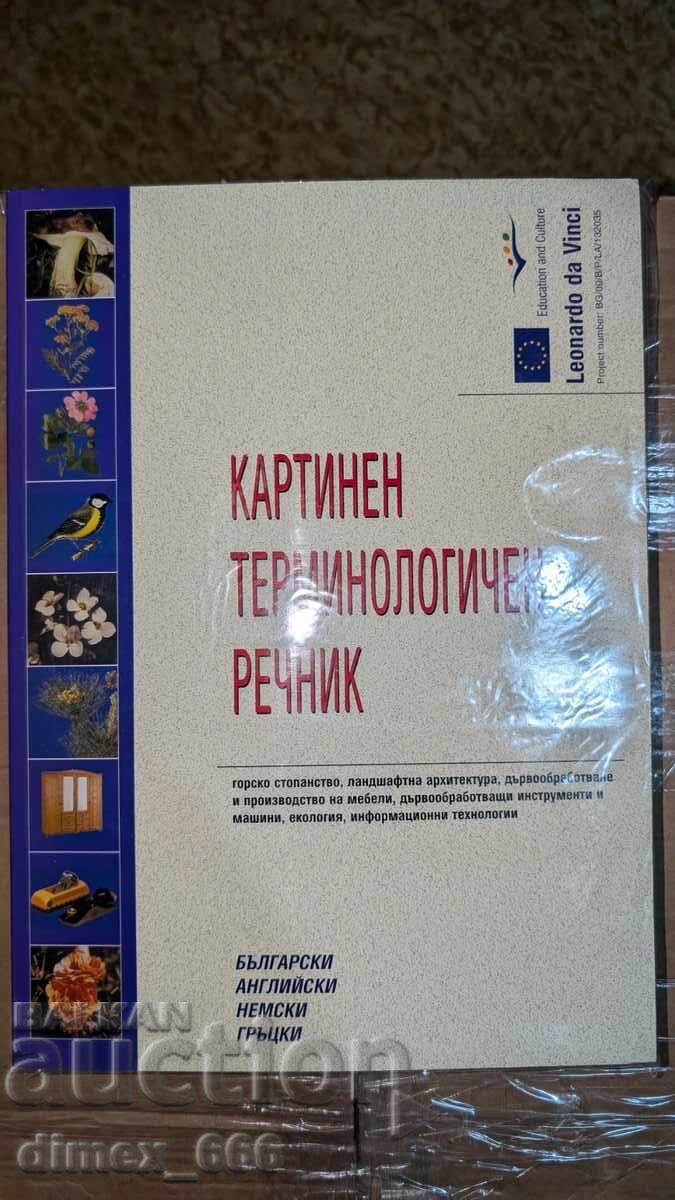 Education and Culture
Leonardo da Vinci
Project number: BG/00/B/P/LA/132035
КАРТИНЕН
ТЕРМИНОЛОГИЧЕН
РЕЧНИК
горско стопанство, ландшафтна архитектура, дървообработване
и производство на мебели, дървообработващи инструменти и
машини, екология, информационни технологии
БЪЛГАРСКИ
АНГЛИЙСКИ
НЕМСКИ
ГРЪЦКИ
BALKAN
auction
dimex_666